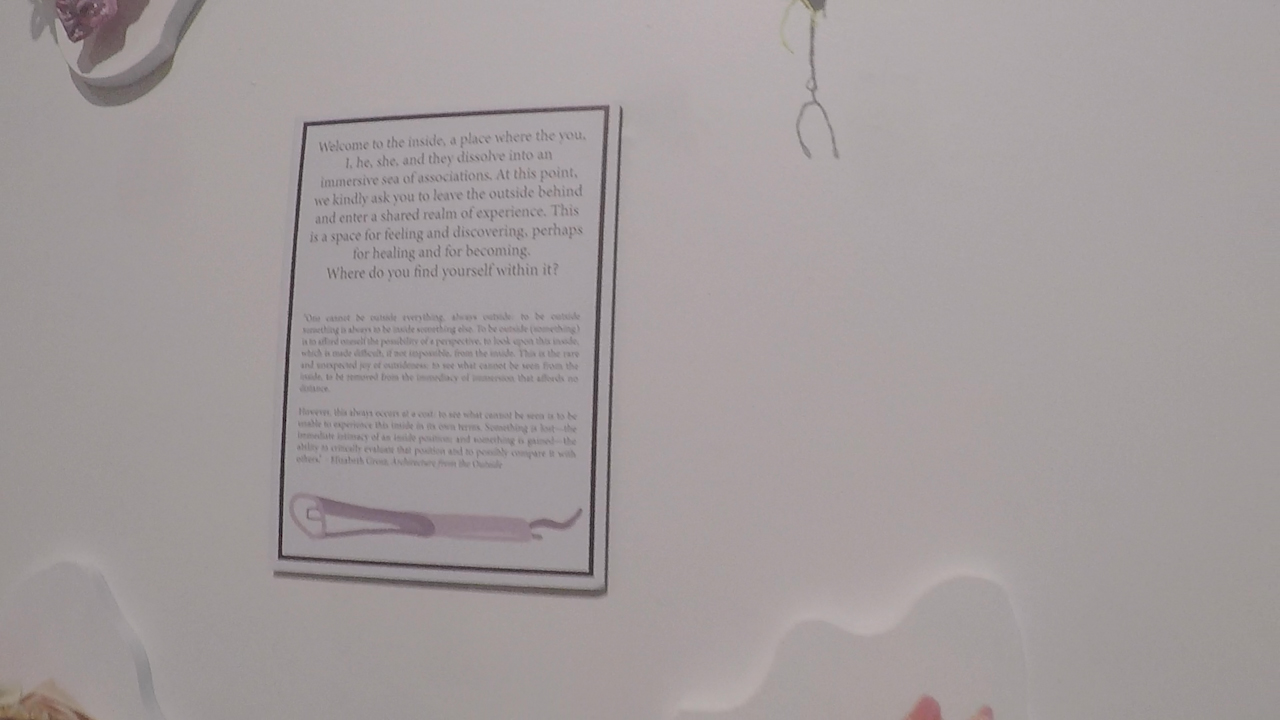 Welcome to the inside, a place where the you,
I, he, she, and they dissolve into an
immersive sea of associations. At this point,
we kindly ask you to leave the outside behind
and enter a shared realm of experience. This
is a space for feeling and discovering, perhaps
for healing and for becoming.
Where do you find yourself within it?
"One cannot be outside everything, always outside: to be outside
something is always to be inside something else. To be outside (something)
is to afford oneself the possibility of a perspective, to look upon this inside,
which is made difficult, if not impossible, from the inside. This is the rare
and unexpected joy of outsideness: to see what cannot be seen from the
inside, to be removed from the immediacy of immersion that affords no
distance.
However, this always occurs at a cost: to see what cannot be seen is to be
unable to experience this inside in its own terms. Something is lost—the
immediate intimacy of an inside position; and something is gained—the
ability to critically evaluate that position and to possibly compare it with
others." - Elizabeth Grosz, Architecture from the Outside